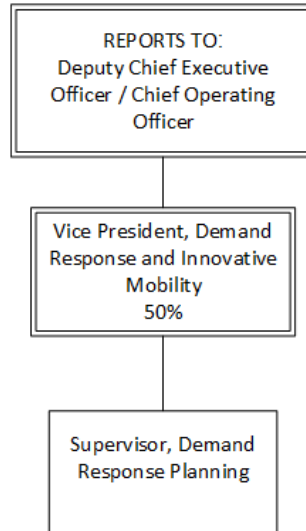 REPORTS TO:
Deputy Chief Executive
Officer / Chief Operating
Officer
Vice President, Demand
Response and Innovative
Mobility
50%
Supervisor, Demand
Response Planning